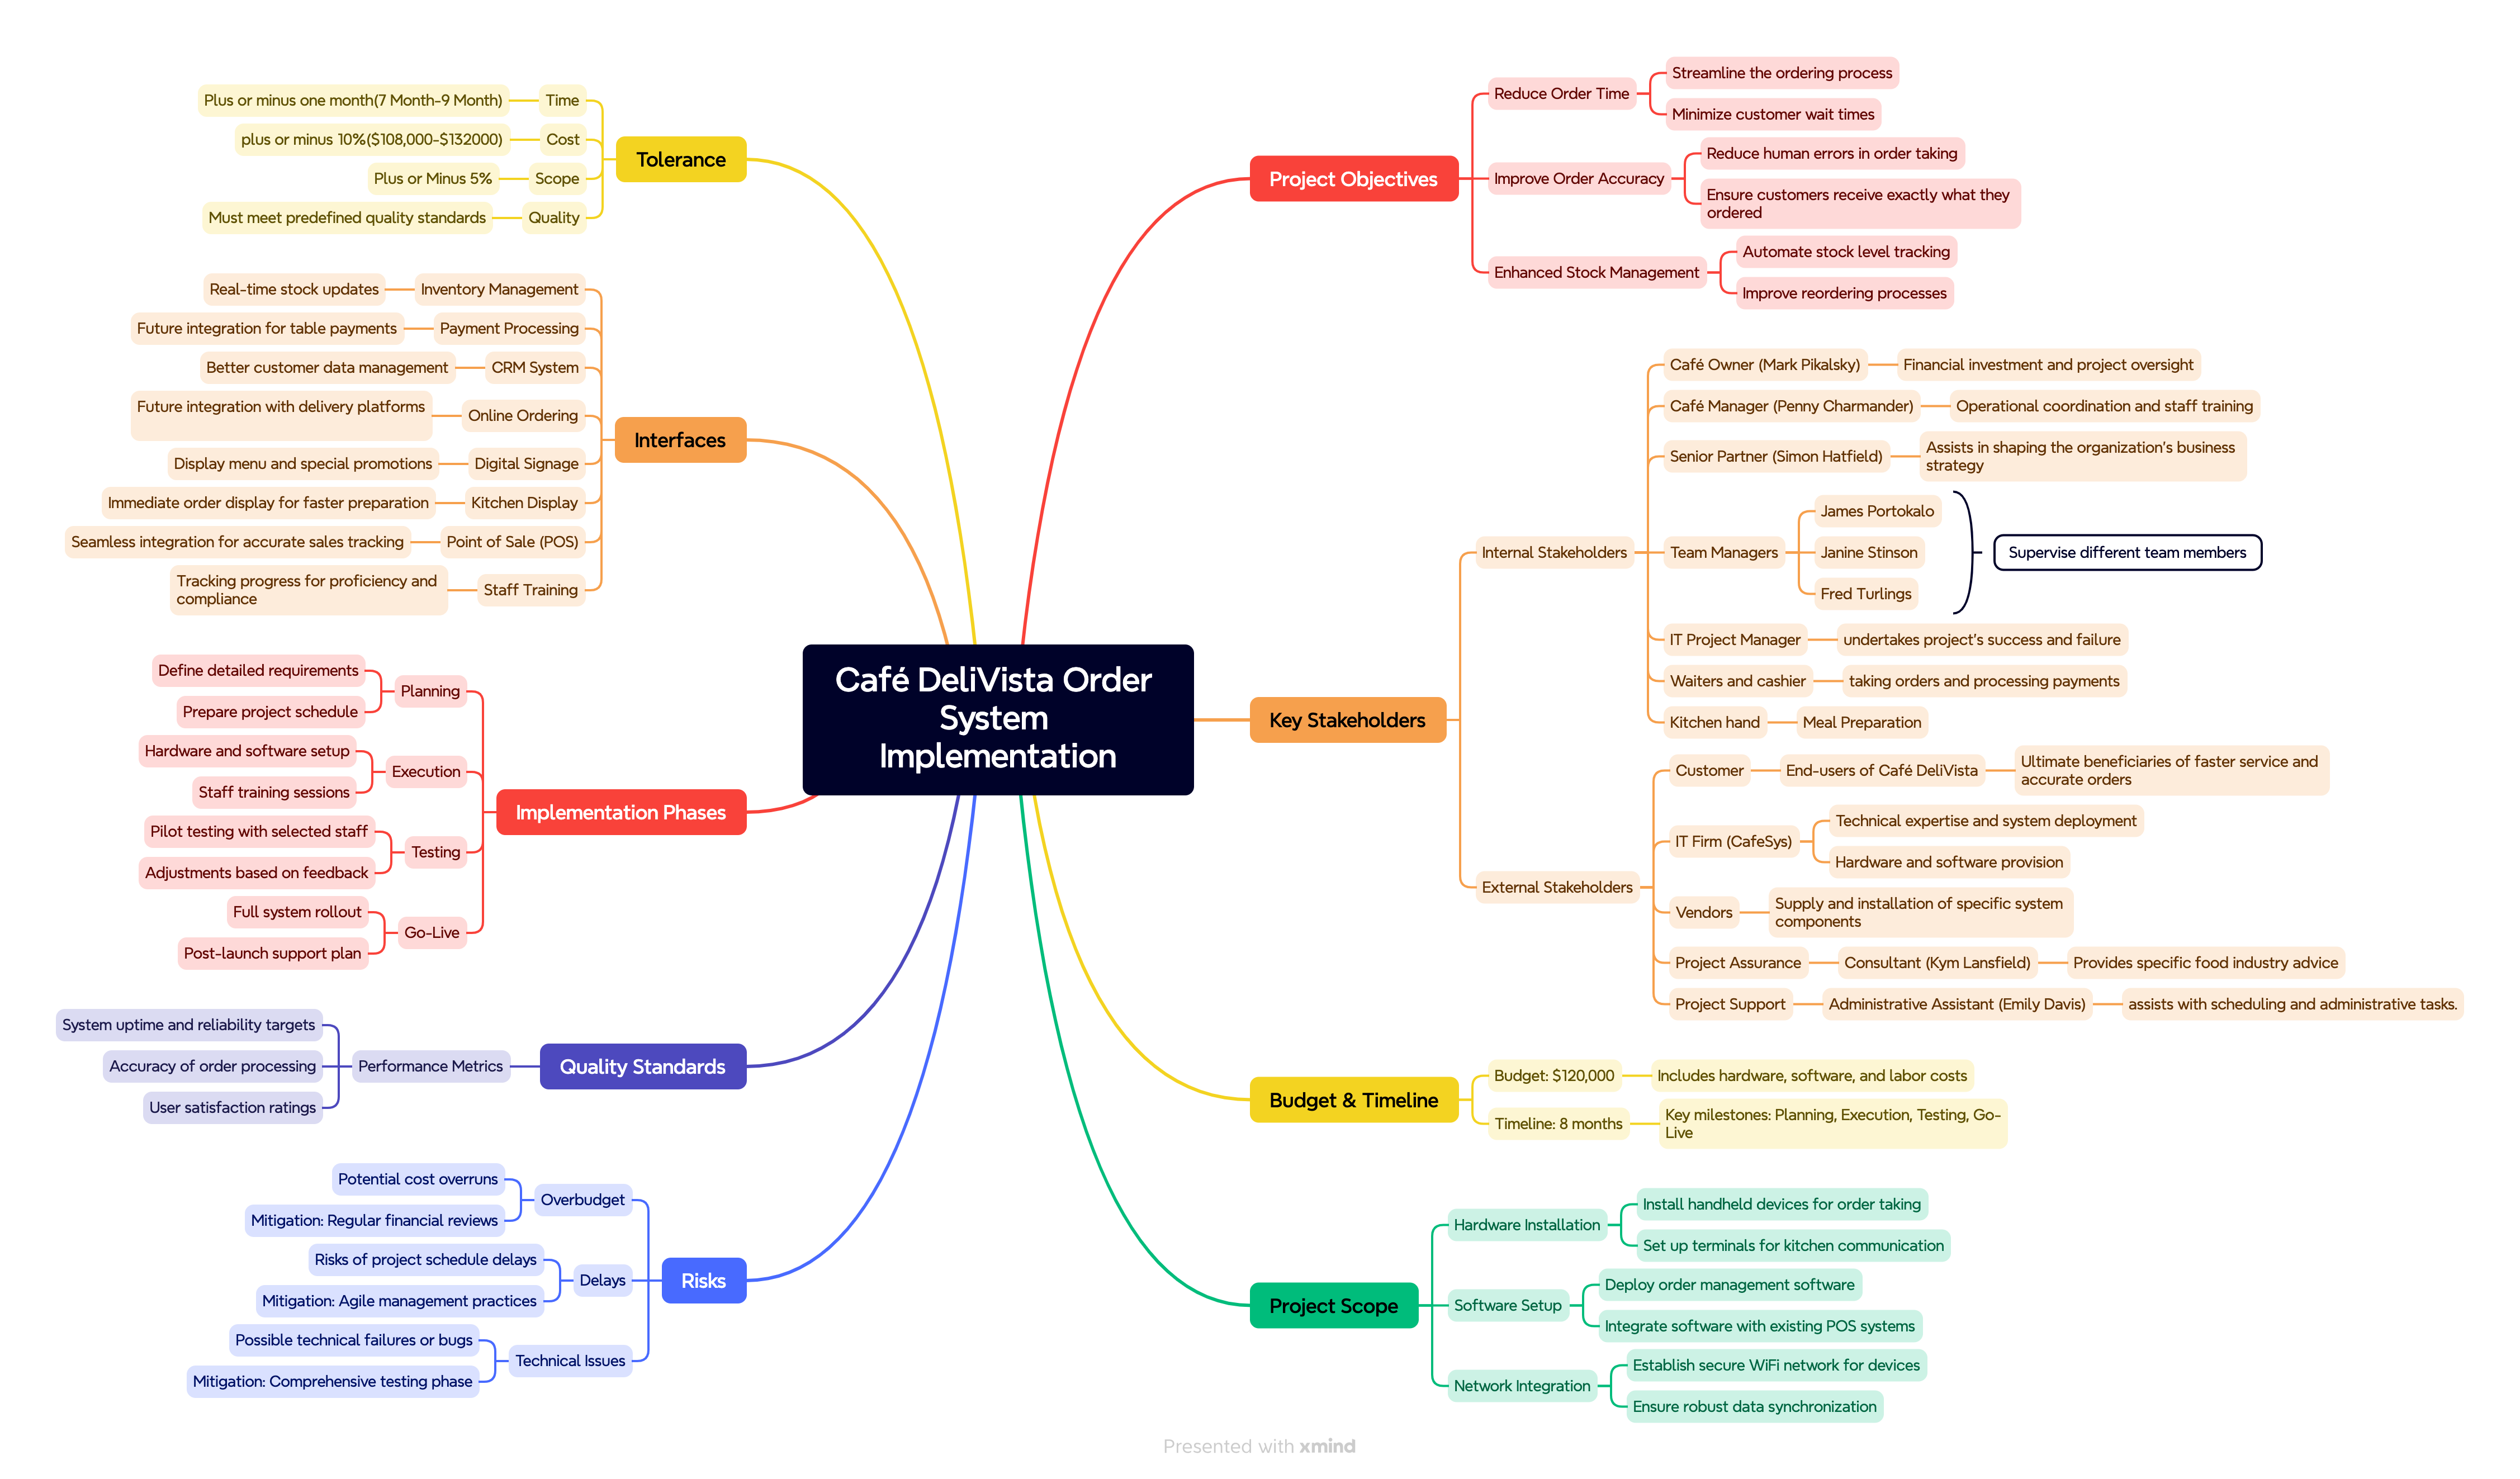 Café DeliVista Order
System
Implementation
Project Objectives
Reduce Order Time
Streamline the ordering process
Minimize customer wait times
Improve Order Accuracy
Reduce human errors in order taking
Ensure customers receive exactly what they
ordered
Enhanced Stock Management
Automate stock level tracking
Improve reordering processes
Key Stakeholders
Internal Stakeholders
Café Owner (Mark Pikalsky)
Financial investment and project oversight
Café Manager (Penny Charmander)
Operational coordination and staff training
Senior Partner (Simon Hatfield)
Assists in shaping the organization's business
strategy
Team Managers
James Portokalo
Janine Stinson
Fred Turlings
Supervise different team members
IT Project Manager
undertakes project's success and failure
Waiters and cashier
taking orders and processing payments
Kitchen hand
Meal Preparation
External Stakeholders
Customer
End-users of Café DeliVista
Ultimate beneficiaries of faster service and
accurate orders
IT Firm (CafeSys)
Technical expertise and system deployment
Hardware and software provision
Vendors
Supply and installation of specific system
components
Project Assurance
Consultant (Kym Lansfield)
Provides specific food industry advice
Project Support
Administrative Assistant (Emily Davis)
assists with scheduling and administrative tasks.
Budget & Timeline
Budget: $120,000
Includes hardware, software, and labor costs
Timeline: 8 months
Key milestones: Planning, Execution, Testing, Go-
Live
Project Scope
Hardware Installation
Install handheld devices for order taking
Set up terminals for kitchen communication
Software Setup
Deploy order management software
Integrate software with existing POS systems
Network Integration
Establish secure WiFi network for devices
Ensure robust data synchronization
Tolerance
Time
Plus or minus one month(7 Month-9 Month)
Cost
plus or minus 10%($108,000-$132000)
Scope
Plus or Minus 5%
Quality
Must meet predefined quality standards
Interfaces
Inventory Management
Real-time stock updates
Payment Processing
Future integration for table payments
CRM System
Better customer data management
Online Ordering
Future integration with delivery platforms
Digital Signage
Display menu and special promotions
Kitchen Display
Immediate order display for faster preparation
Point of Sale (POS)
Seamless integration for accurate sales tracking
Staff Training
Tracking progress for proficiency and
compliance
Implementation Phases
Planning
Define detailed requirements
Prepare project schedule
Execution
Hardware and software setup
Staff training sessions
Testing
Pilot testing with selected staff
Adjustments based on feedback
Go-Live
Full system rollout
Post-launch support plan
Quality Standards
Performance Metrics
System uptime and reliability targets
Accuracy of order processing
User satisfaction ratings
Risks
Overbudget
Potential cost overruns
Mitigation: Regular financial reviews
Delays
Risks of project schedule delays
Mitigation: Agile management practices
Technical Issues
Possible technical failures or bugs
Mitigation: Comprehensive testing phase
Presented with xmind